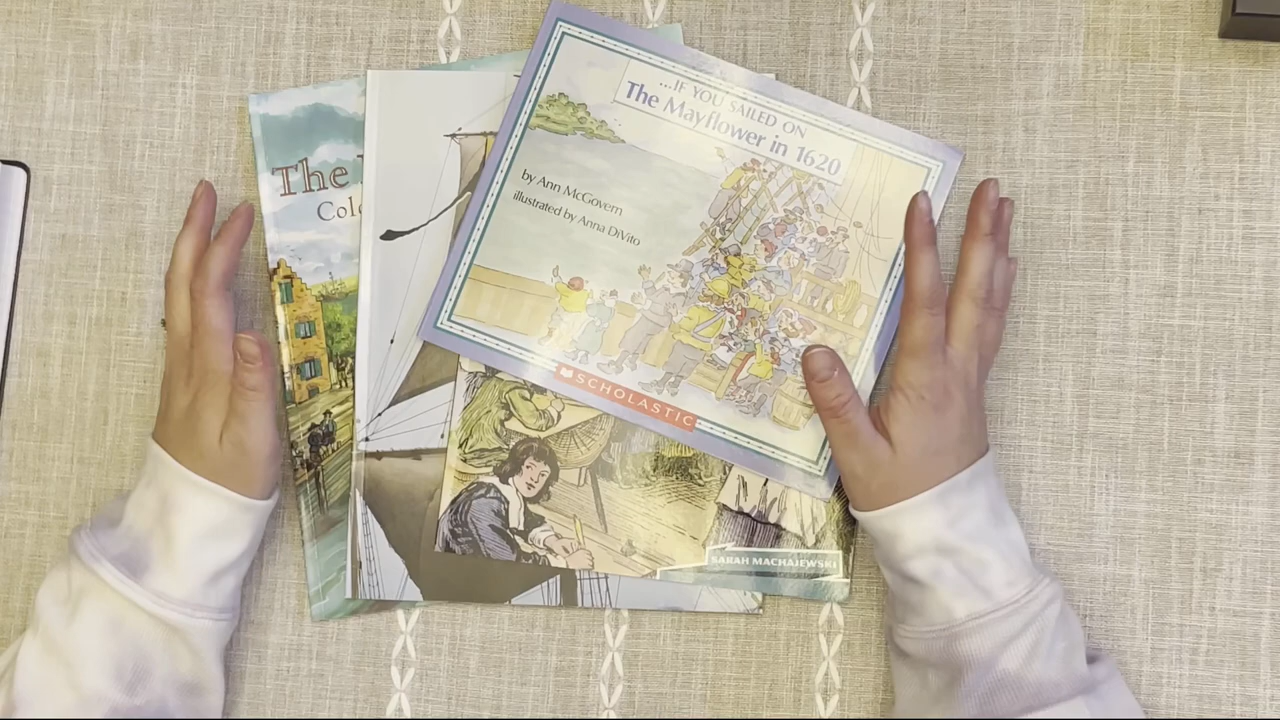 ...IF YOU SAILED ON
The Mayflower in 1620
by Ann McGovern
illustrated by Anna DiVito
SCHOLASTIC
The
SARAH MACHAJEWSKI